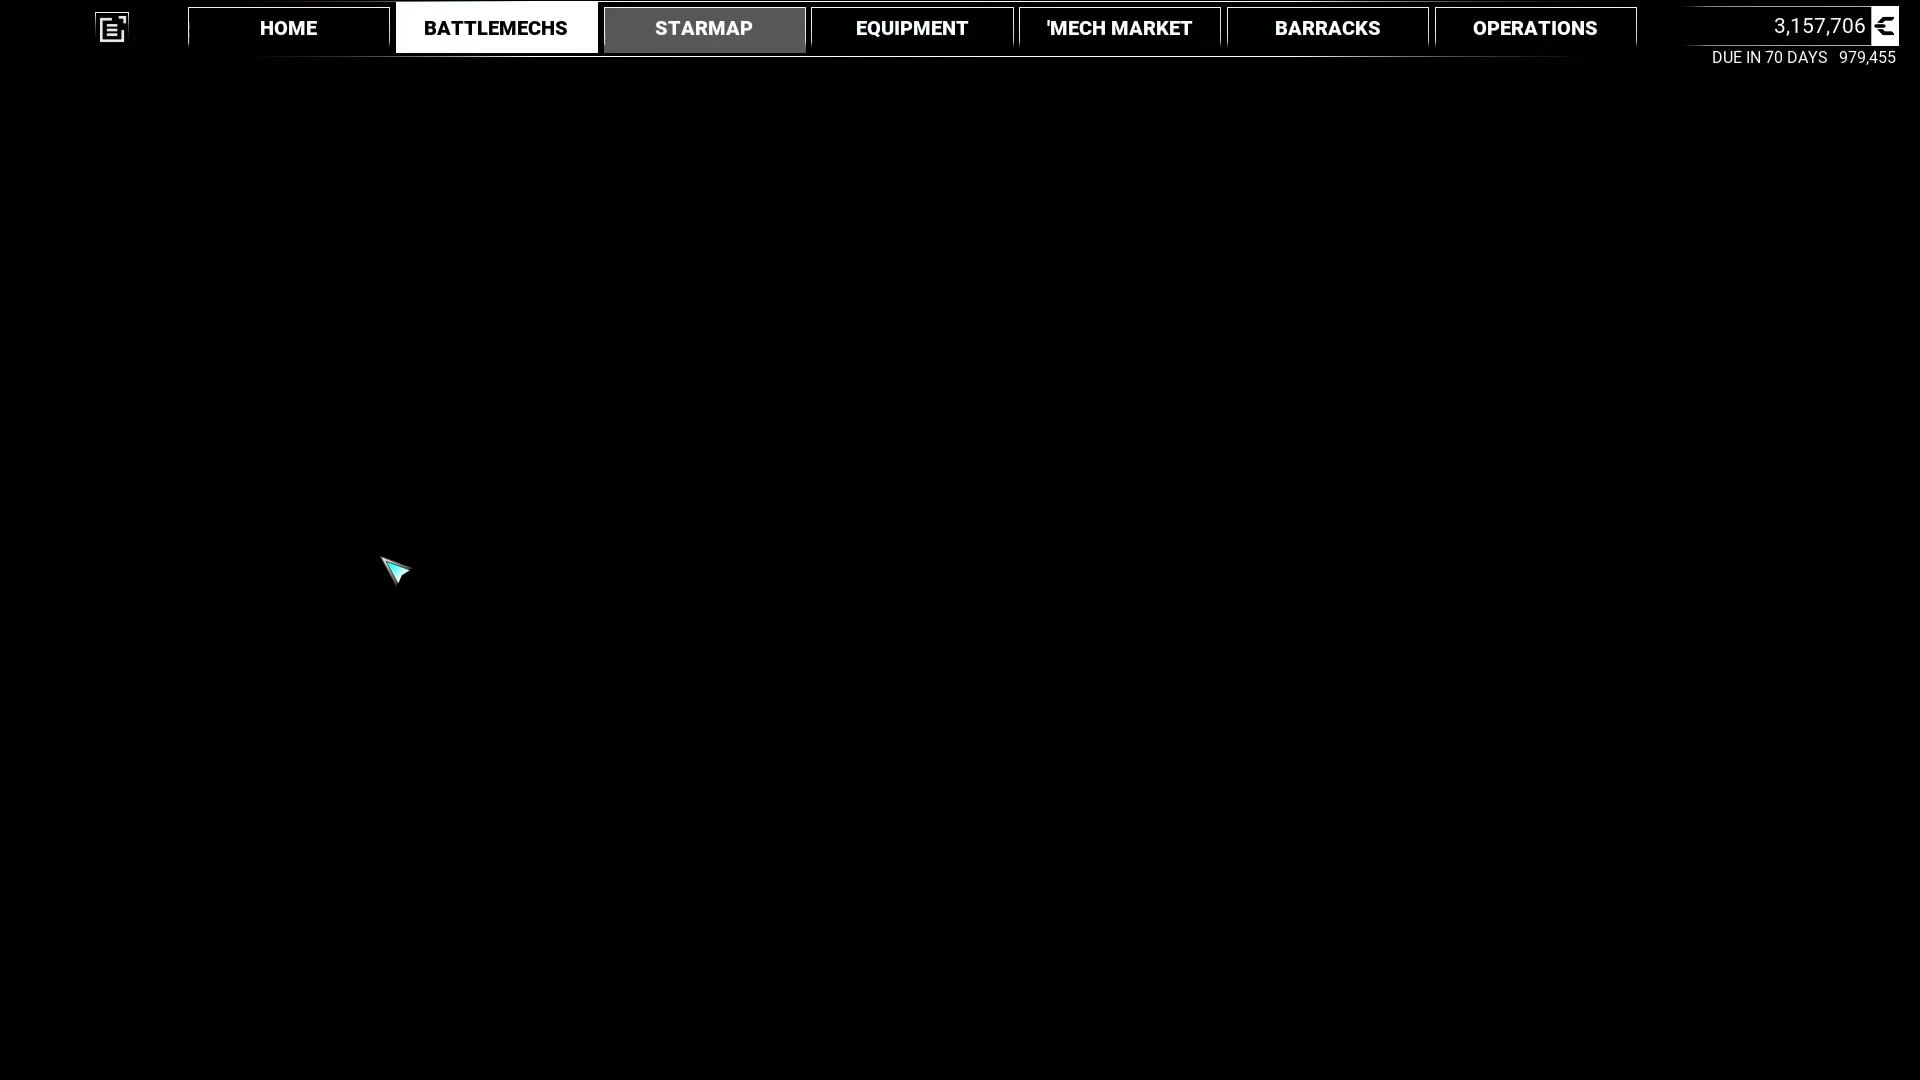 HOME
BATTLEMECHS
STARMAP
EQUIPMENT
'MECH MARKET
BARRACKS
OPERATIONS
3,157,706
DUE IN 70 DAYS 979,455